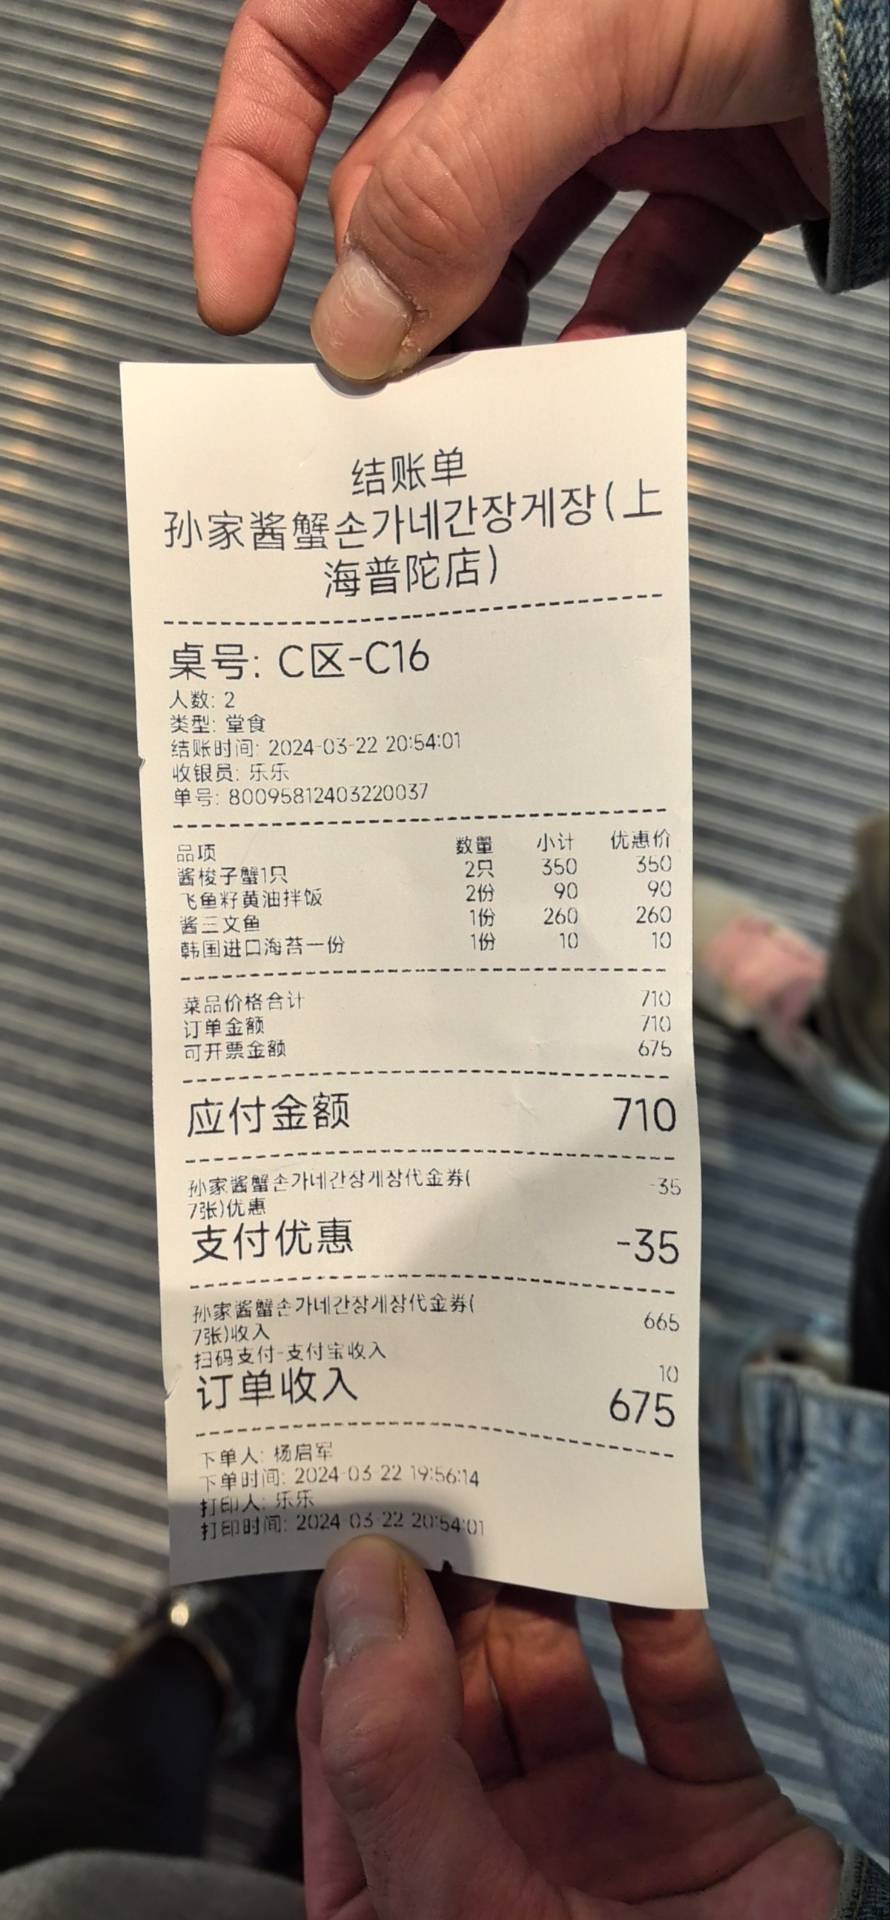 结账单
孙家酱蟹손가네간장게장(上
海普陀店)
桌号: C区-C16
人数: 2
类型: 堂食
结账时间: 2024-03-22 20:54:01
收银员: 乐乐
单号: 80095812403220037
品项 数量 小计 优惠价
酱梭子蟹1只 2只 350 350
飞鱼籽黄油拌饭 2份 90 90
酱三文鱼 1份 260 260
韩国进口海苔一份 1份 10 10
菜品价格合计 710
订单金额 710
可开票金额 675
应付金额 710
孙家酱蟹손가네간장게장代金券( -35
7张)优惠
支付优惠 -35
孙家酱蟹손가네간장게장代金券( 665
7张)收入
扫码支付-支付宝收入 10
订单收入 675
下单人: 杨启军
下单时间: 2024-03-22 19:56:14
打印人: 乐乐
打印时间: 2024-03-22 20:54:01